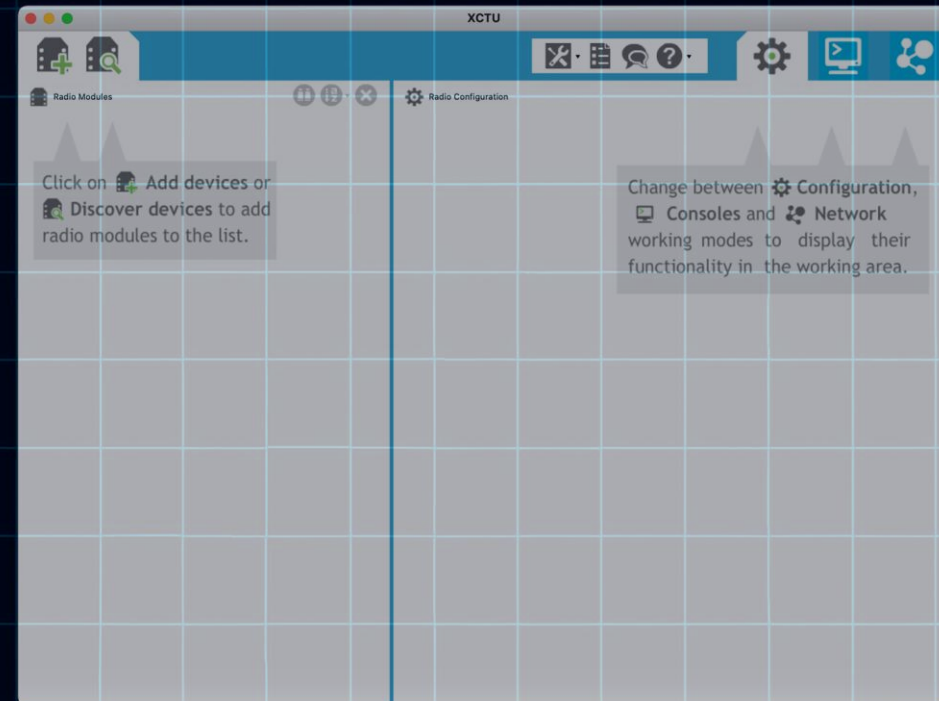 XCTU
Radio Modules
Radio Configuration
Click on Add devices or
Discover devices to add
radio modules to the list.
Change between Configuration,
Consoles and Network
working modes to display their
functionality in the working area.